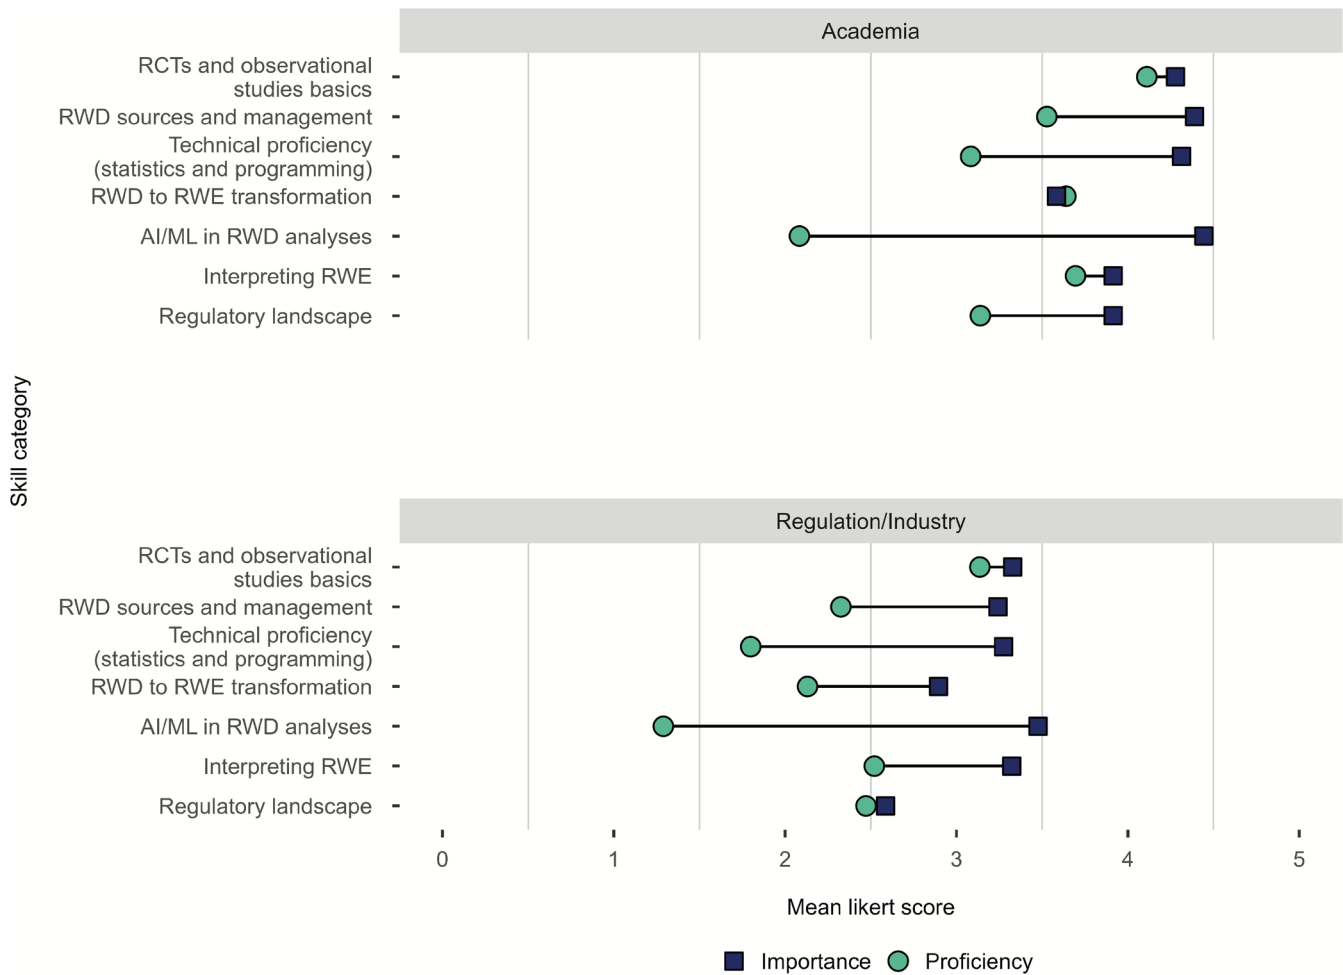 Academia
RCTs and observational
studies basics
RWD sources and management
Technical proficiency
(statistics and programming)
RWD to RWE transformation
AI/ML in RWD analyses
Interpreting RWE
Regulatory landscape
Skill category
Regulation/Industry
RCTs and observational
studies basics
RWD sources and management
Technical proficiency
(statistics and programming)
RWD to RWE transformation
AI/ML in RWD analyses
Interpreting RWE
Regulatory landscape
0 1 2 3 4 5
Mean likert score
Importance Proficiency